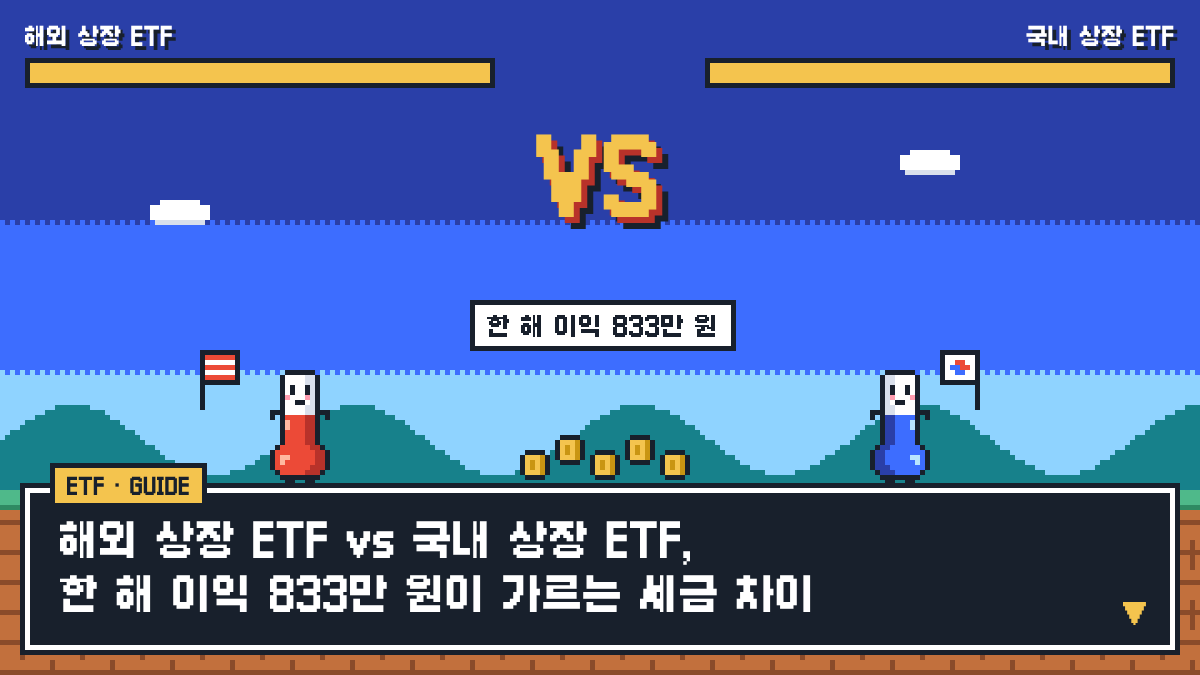 해외 상장 ETF
국내 상장 ETF
VS
한 해 이익 833만 원
ETF · GUIDE
해외 상장 ETF vs 국내 상장 ETF,
한 해 이익 833만 원이 가르는 세금 차이